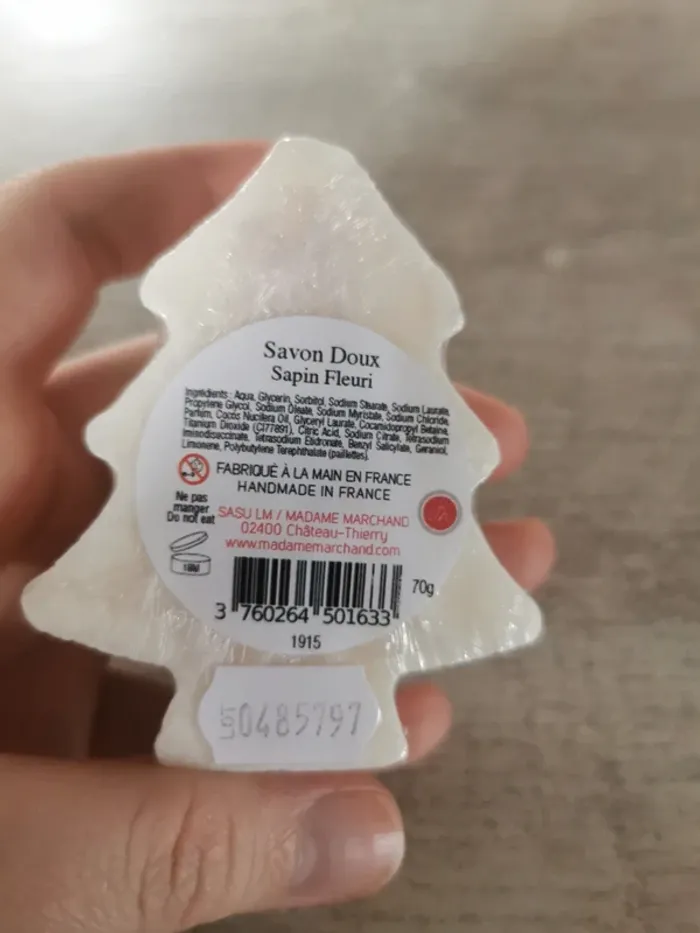 Savon Doux
Sapin Fleuri
Ingrédients: Aqua, Glycerin, Sorbitol, Sodium Stearate, Sodium Laurate,
Propylene Glycol, Sodium Oleate, Sodium Myristate, Sodium Chloride,
Parfum, Cocos Nucifera Oil, Glyceryl Laurate, Cocamidopropyl Betaine,
Titanium Dioxide (CI77891), Citric Acid, Sodium Citrate, Tetrasodium
Iminodisuccinate, Tetrasodium Etidronate, Benzyl Salicylate, Geraniol,
Limonene, Polybutylene Terephthalate (paillettes).
FABRIQUÉ À LA MAIN EN FRANCE
HANDMADE IN FRANCE
Ne pas
manger
Do not eat
SASU LM / MADAME MARCHAND
02400 Château-Thierry
www.madamemarchand.com
70g
3 760264 501633
1915
LOT
0485797